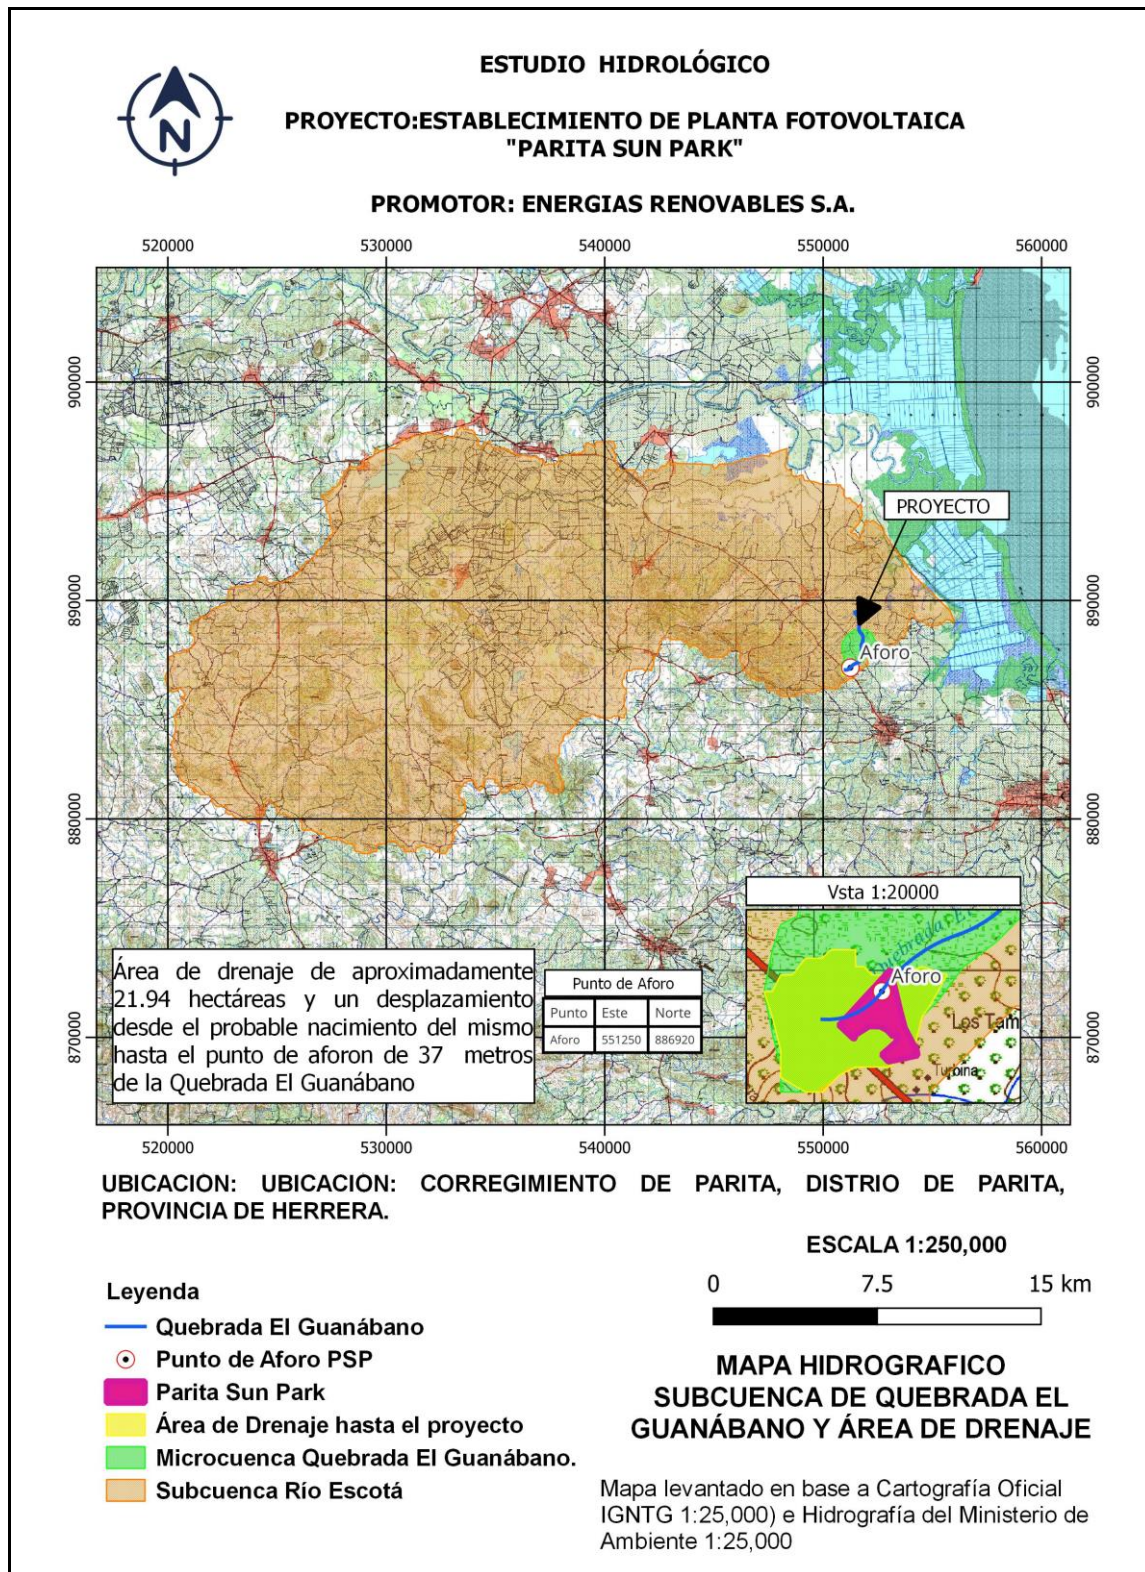 ESTUDIO HIDROLÓGICO
N
PROYECTO:ESTABLECIMIENTO DE PLANTA FOTOVOLTAICA
"PARITA SUN PARK"
PROMOTOR: ENERGIAS RENOVABLES S.A.
520000 530000 540000 550000 560000
900000 900000
PROYECTO
890000 890000
Aforo
880000 880000
Vsta 1:20000
Quebrada E
Aforo
Los Tam
Turbina
Área de drenaje de aproximadamente
21.94 hectáreas y un desplazamiento
desde el probable nacimiento del mismo
hasta el punto de aforon de 37 metros
de la Quebrada El Guanábano
Punto de Aforo
Punto Este Norte
Aforo 551250 886920
870000 870000
520000 530000 540000 550000 560000
UBICACION: UBICACION: CORREGIMIENTO DE PARITA, DISTRIO DE PARITA,
PROVINCIA DE HERRERA.
ESCALA 1:250,000
0 7.5 15 km
Leyenda
Quebrada El Guanábano
Punto de Aforo PSP
Parita Sun Park
Área de Drenaje hasta el proyecto
Microcuenca Quebrada El Guanábano.
Subcuenca Río Escotá
MAPA HIDROGRAFICO
SUBCUENCA DE QUEBRADA EL
GUANÁBANO Y ÁREA DE DRENAJE
Mapa levantado en base a Cartografía Oficial
IGNTG 1:25,000) e Hidrografía del Ministerio de
Ambiente 1:25,000